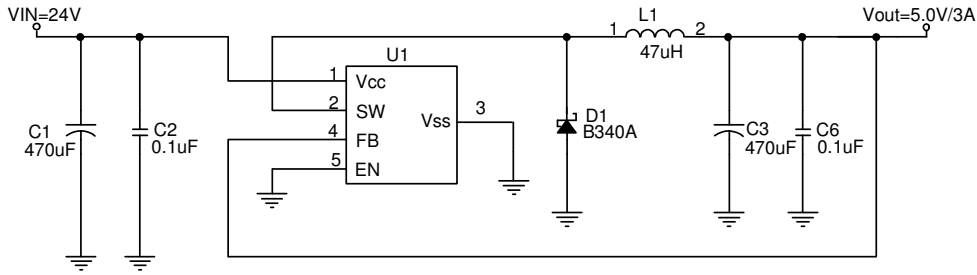 VIN=24V
L1
Vout=5.0V/3A
1
2
47uH
U1
1
Vcc
2
SW
3
Vss
4
FB
5
EN
C1
470uF
C2
0.1uF
D1
B340A
C3
470uF
C6
0.1uF